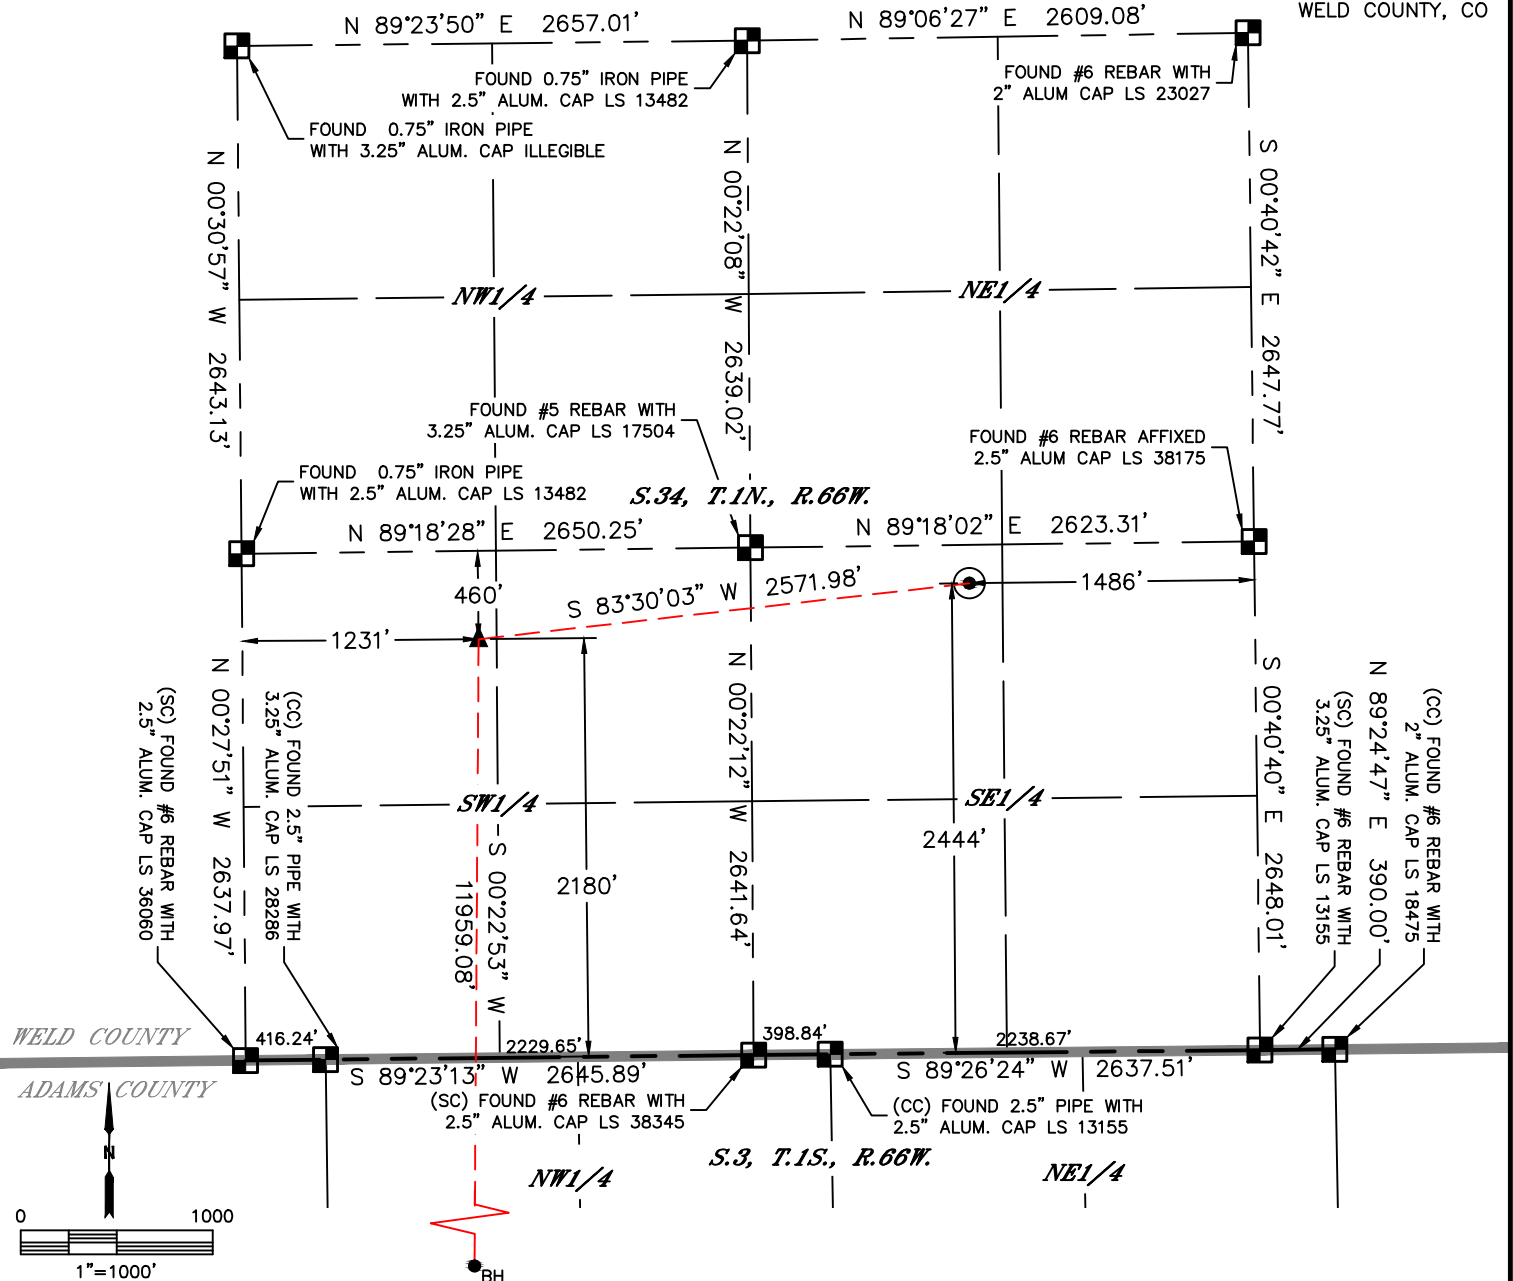 WELD COUNTY, CO
N 89°23'50" E 2657.01'
N 89°06'27" E 2609.08'
FOUND 0.75" IRON PIPE
WITH 2.5" ALUM. CAP LS 13482
FOUND #6 REBAR WITH
2" ALUM CAP LS 23027
FOUND 0.75" IRON PIPE
WITH 3.25" ALUM. CAP ILLEGIBLE
N 00°30'57" W 2643.13'
N 00°22'08" W 2639.02'
S 00°40'42" E 2647.77'
NW1/4
NE1/4
FOUND #5 REBAR WITH
3.25" ALUM. CAP LS 17504
FOUND #6 REBAR AFFIXED
2.5" ALUM CAP LS 38175
FOUND 0.75" IRON PIPE
WITH 2.5" ALUM. CAP LS 13482
S.34, T.1N., R.66W.
N 89°18'28" E 2650.25'
N 89°18'02" E 2623.31'
460'
S 83°30'03" W 2571.98'
1486'
1231'
(SC) FOUND #6 REBAR WITH
2.5" ALUM. CAP LS 36060
N 00°27'51" W 2637.97'
(CC) FOUND 2.5" PIPE WITH
3.25" ALUM. CAP LS 28286
N 00°22'12" W 2641.64'
S 00°40'40" E 2648.01'
(SC) FOUND #6 REBAR WITH
3.25" ALUM. CAP LS 13155
N 89°24'47" E 390.00'
(CC) FOUND #6 REBAR WITH
2" ALUM. CAP LS 18475
SW1/4
SE1/4
2444'
2180'
S 00°22'53" W
11959.08'
WELD COUNTY
416.24'
2229.65'
398.84'
2238.67'
S 89°23'13" W 2645.89'
S 89°26'24" W 2637.51'
ADAMS COUNTY
(SC) FOUND #6 REBAR WITH
2.5" ALUM. CAP LS 38345
(CC) FOUND 2.5" PIPE WITH
2.5" ALUM. CAP LS 13155
S.3, T.1S., R.66W.
NW1/4
NE1/4
N
0 1000
1"=1000'
BH